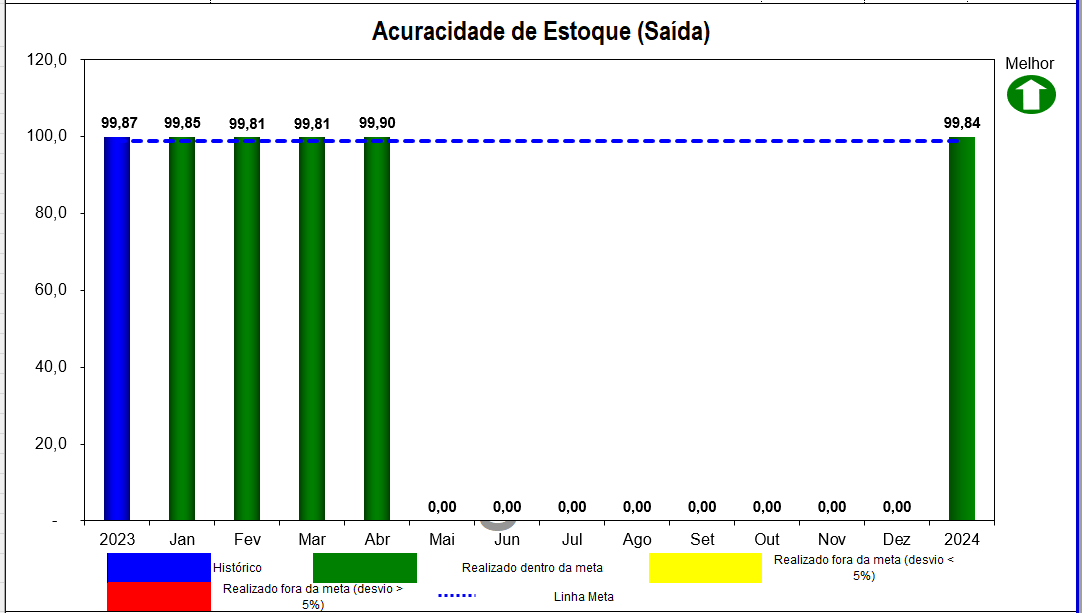 Acuracidade de Estoque (Saída)
Melhor
120,0
100,0
80,0
60,0
40,0
20,0
-
99,87 99,85 99,81 99,81 99,90 0,00 0,00 0,00 0,00 0,00 0,00 0,00 0,00 99,84
2023 Jan Fev Mar Abr Mai Jun Jul Ago Set Out Nov Dez 2024
Histórico
Realizado dentro da meta
Realizado fora da meta (desvio <
5%)
Realizado fora da meta (desvio >
5%)
Linha Meta